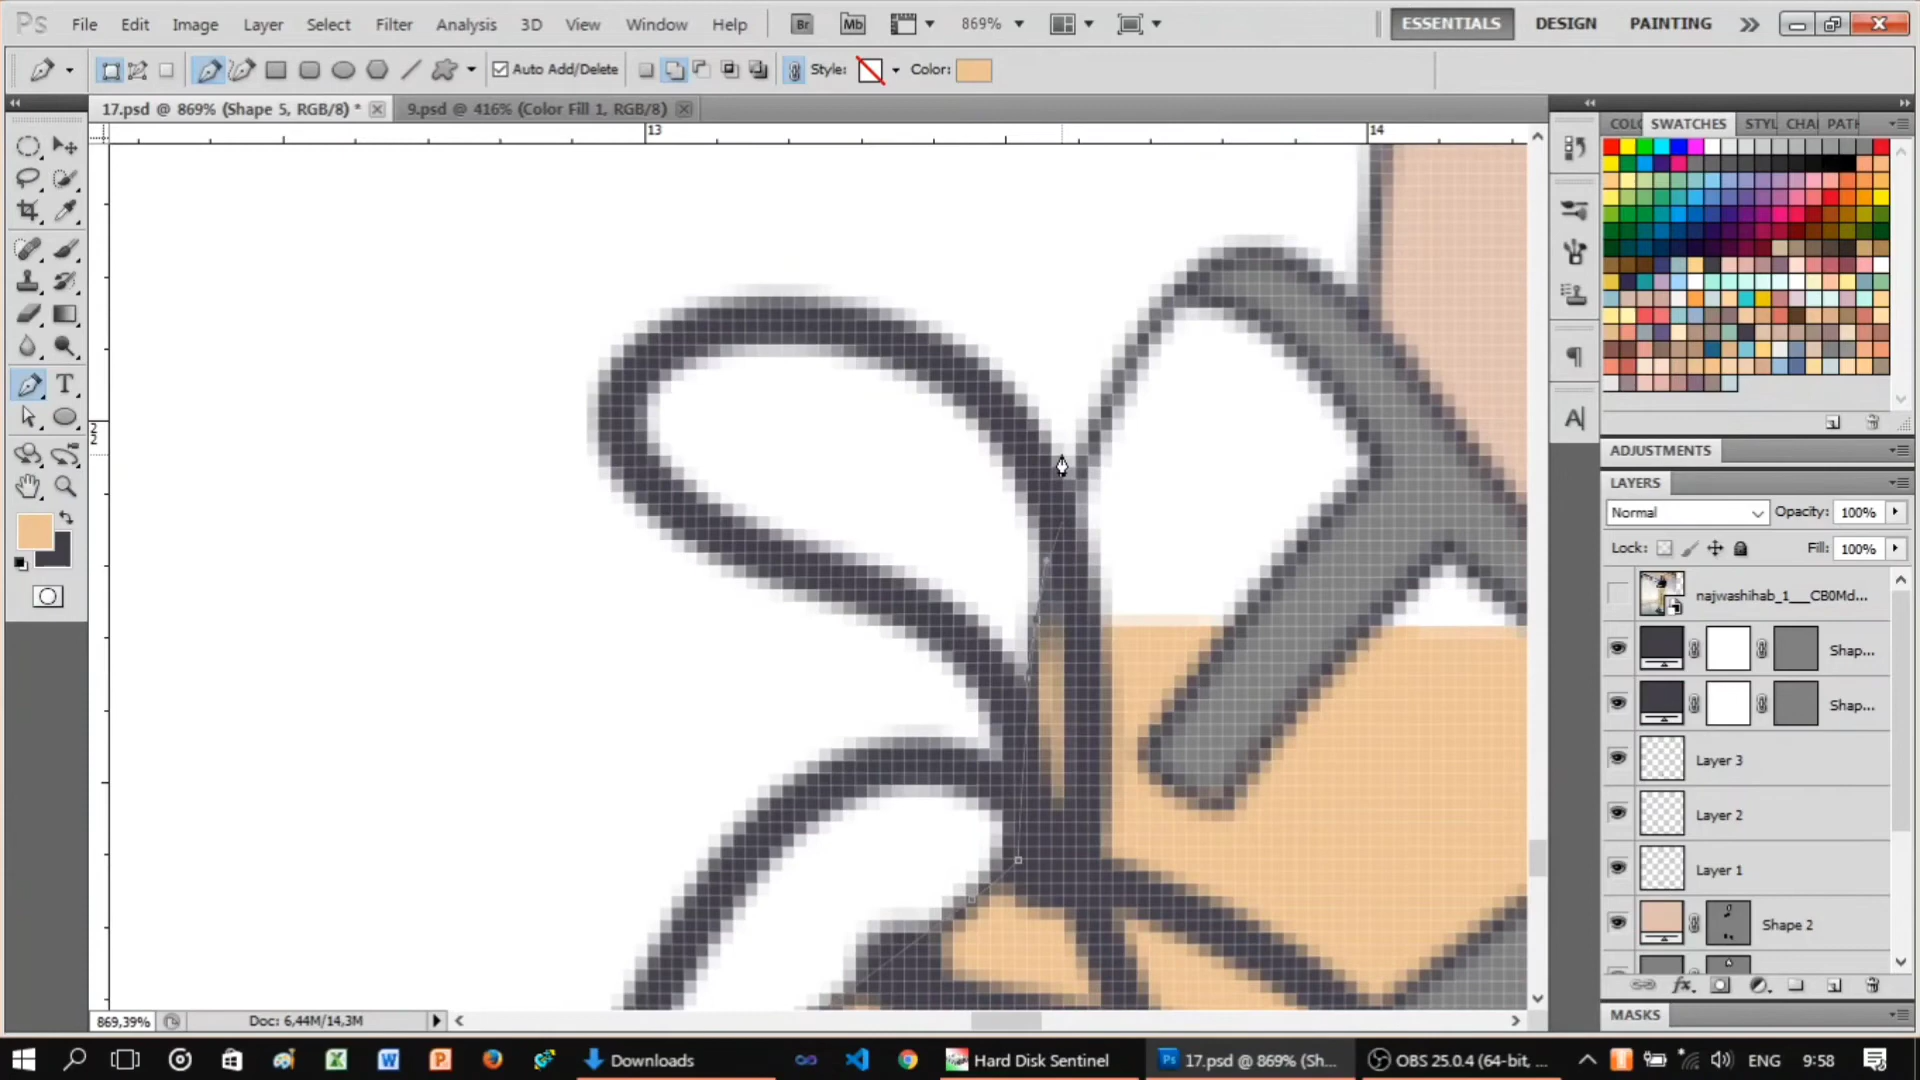 Ps File Edit Image Layer Select Filter Analysis 3D View Window Help Br Mb 869% ESSENTIALS DESIGN PAINTING
Auto Add/Delete Style: Color:
17.psd @ 869% (Shape 5, RGB/8) * 9.psd @ 416% (Color Fill 1, RGB/8)
13 14
COLC SWATCHES STYL CHAI PATH
2
2
ADJUSTMENTS
LAYERS
Normal Opacity: 100%
Lock: Fill: 100%
najwashihab_1___CB0Md...
Shap...
Shap...
Layer 3
Layer 2
Layer 1
Shape 2
MASKS
869,39% Doc: 6,44M/14,3M
Downloads Hard Disk Sentinel 17.psd @ 869% (Sh... OBS 25.0.4 (64-bit, ... ENG 9:58